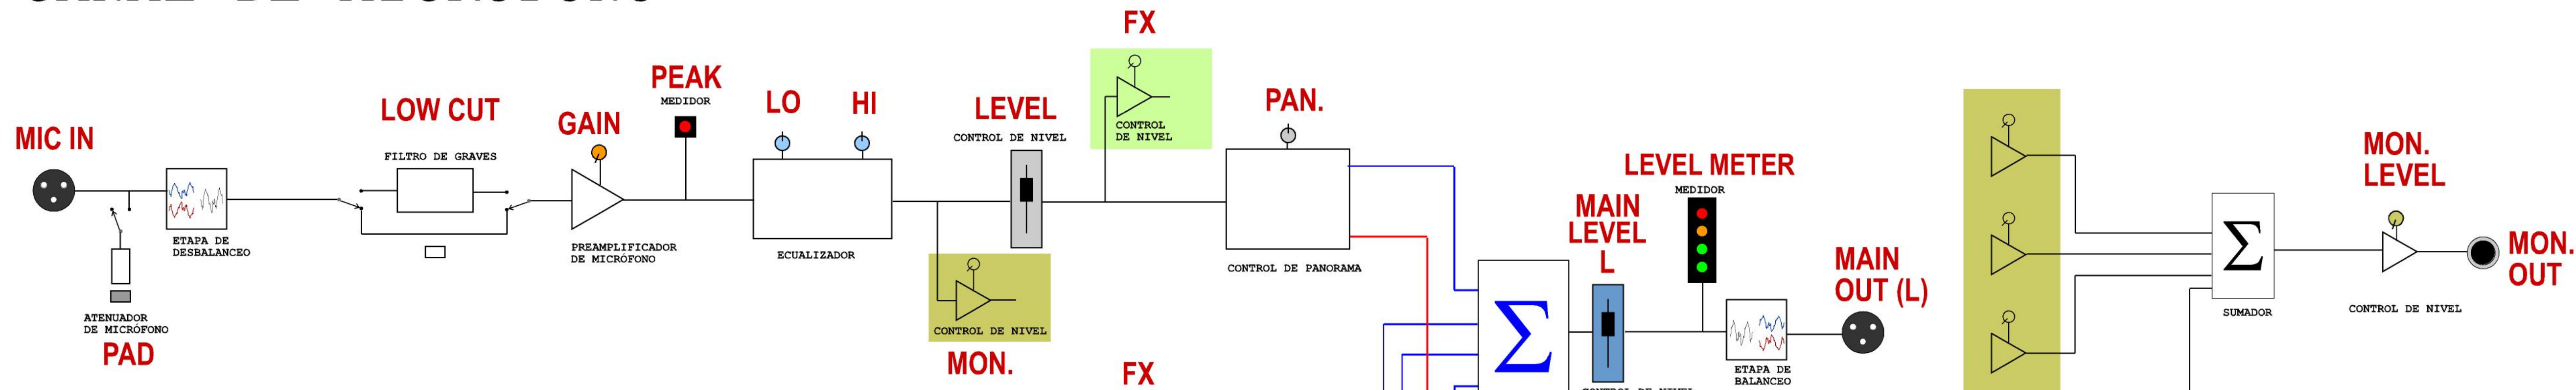 FX
PEAK
MEDIDOR
LO
HI
LOW CUT
LEVEL
CONTROL DE NIVEL
PAN.
GAIN
MIC IN
FILTRO DE GRAVES
CONTROL
DE NIVEL
LEVEL METER
MEDIDOR
MON.
LEVEL
MAIN
LEVEL
L
ETAPA DE
DESBALANCEO
PREAMPLIFICADOR
DE MICRÓFONO
ECUALIZADOR
CONTROL DE PANORAMA
MAIN
OUT (L)
Σ
MON.
OUT
SUMADOR
CONTROL DE NIVEL
ATENUADOR
DE MICRÓFONO
PAD
CONTROL DE NIVEL
MON.
FX
Σ
ETAPA DE
BALANCEO